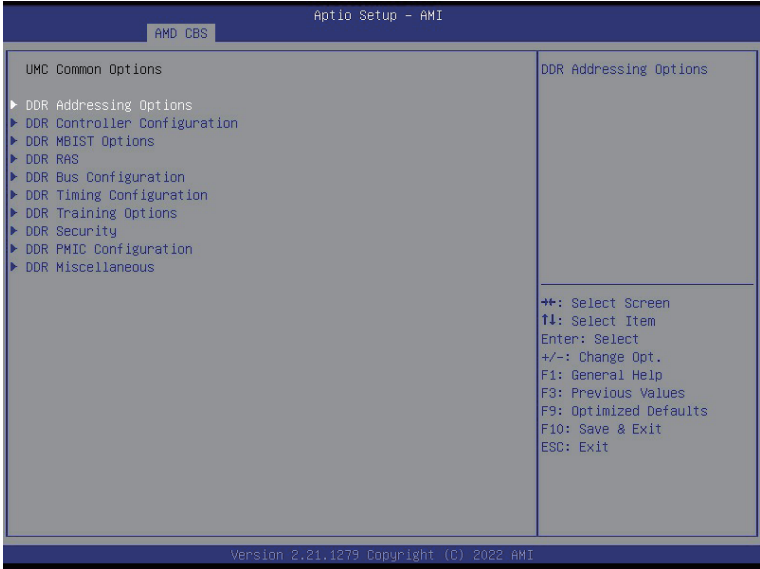 Aptio Setup – AMI
AMD CBS
UMC Common Options
DDR Addressing Options
DDR Controller Configuration
DDR MBIST Options
DDR RAS
DDR Bus Configuration
DDR Timing Configuration
DDR Training Options
DDR Security
DDR PMIC Configuration
DDR Miscellaneous
DDR Addressing Options
→←: Select Screen
↑↓: Select Item
Enter: Select
+/-: Change Opt.
F1: General Help
F3: Previous Values
F9: Optimized Defaults
F10: Save & Exit
ESC: Exit
Version 2.21.1279 Copyright (C) 2022 AMI